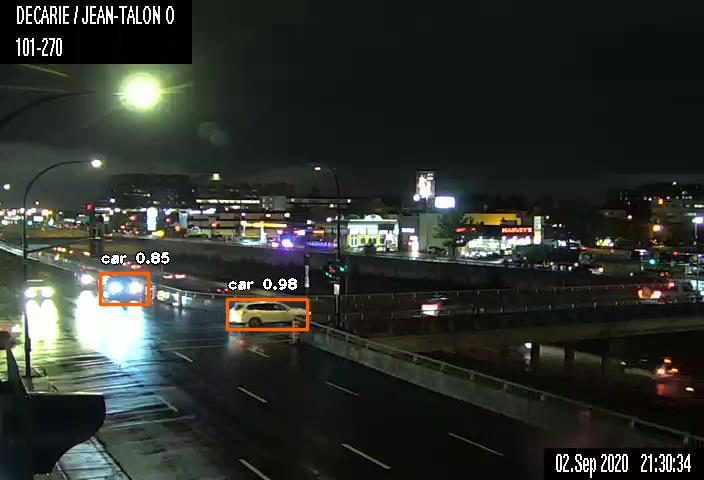 DECARIE / JEAN-TALON O
101-270
car 0.85
car 0.98
HARVEY'S
02.Sep 2020 21:30:34